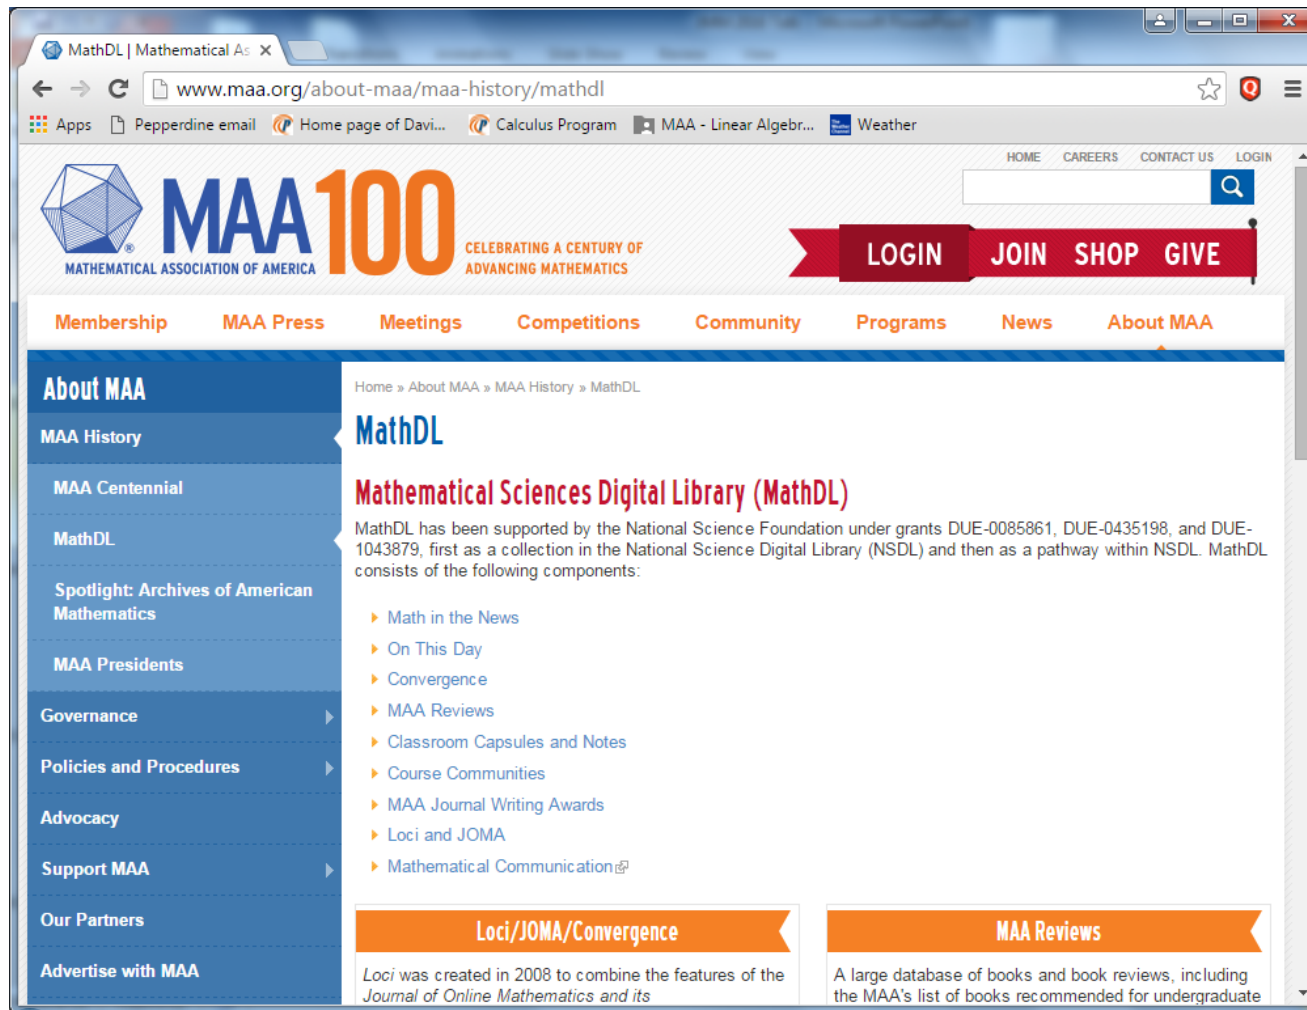 MathDL | Mathematical As
www.maa.org/about-maa/maa-history/mathdl
Apps Pepperdine email Home page of Davi... Calculus Program MAA - Linear Algebr... Weather
HOME CAREERS CONTACT US LOGIN
MAA100
MATHEMATICAL ASSOCIATION OF AMERICA
CELEBRATING A CENTURY OF
ADVANCING MATHEMATICS
LOGIN JOIN SHOP GIVE
Membership MAA Press Meetings Competitions Community Programs News About MAA
About MAA
MAA History
MAA Centennial
MathDL
Spotlight: Archives of American
Mathematics
MAA Presidents
Governance
Policies and Procedures
Advocacy
Support MAA
Our Partners
Advertise with MAA
Home » About MAA » MAA History » MathDL
MathDL
Mathematical Sciences Digital Library (MathDL)
MathDL has been supported by the National Science Foundation under grants DUE-0085861, DUE-0435198, and DUE-
1043879, first as a collection in the National Science Digital Library (NSDL) and then as a pathway within NSDL. MathDL
consists of the following components:
Math in the News
On This Day
Convergence
MAA Reviews
Classroom Capsules and Notes
Course Communities
MAA Journal Writing Awards
Loci and JOMA
Mathematical Communication
Loci/JOMA/Convergence
Loci was created in 2008 to combine the features of the
Journal of Online Mathematics and its
MAA Reviews
A large database of books and book reviews, including
the MAA's list of books recommended for undergraduate